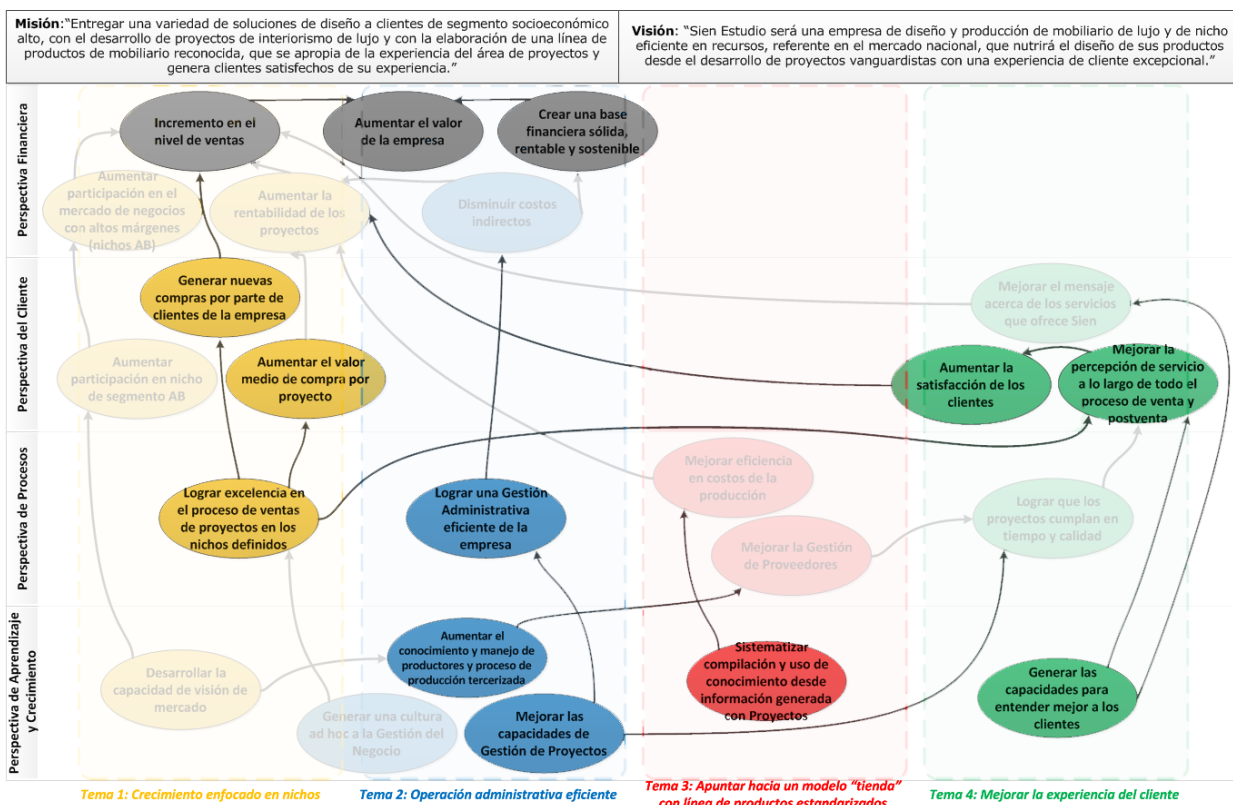 Misión:“Entregar una variedad de soluciones de diseño a clientes de segmento socioeconómico
alto, con el desarrollo de proyectos de interiorismo de lujo y con la elaboración de una línea de
productos de mobiliario reconocida, que se apropia de la experiencia del área de proyectos y
genera clientes satisfechos de su experiencia.”
Visión: “Sien Estudio será una empresa de diseño y producción de mobiliario de lujo y de nicho
eficiente en recursos, referente en el mercado nacional, que nutrirá el diseño de sus productos
desde el desarrollo de proyectos vanguardistas con una experiencia de cliente excepcional.”
Perspectiva Financiera
Incremento en el
nivel de ventas
Aumentar el valor
de la empresa
Crear una base
financiera sólida,
rentable y sostenible
Aumentar
participación en el
mercado de negocios
con altos márgenes
(nichos AB)
Aumentar la
rentabilidad de los
proyectos
Disminuir costos
indirectos
Perspectiva del Cliente
Generar nuevas
compras por parte de
clientes de la empresa
Mejorar el mensaje
acerca de los servicios
que ofrece Sien
Aumentar
participación en nicho
de segmento AB
Aumentar el valor
medio de compra por
proyecto
Aumentar la
satisfacción de los
clientes
Mejorar la
percepción de servicio
a lo largo de todo el
proceso de venta y
postventa
Perspectiva de Procesos
Lograr excelencia en
el proceso de ventas
de proyectos en los
nichos definidos
Lograr una Gestión
Administrativa
eficiente de la
empresa
Mejorar eficiencia
en costos de la
producción
Mejorar la Gestión
de Proveedores
Lograr que los
proyectos cumplan en
tiempo y calidad
Perspectiva de Aprendizaje
y Crecimiento
Desarrollar la
capacidad de visión de
mercado
Aumentar el
conocimiento y manejo de
productores y proceso de
producción tercerizada
Generar una cultura
ad hoc a la Gestión del
Negocio
Mejorar las
capacidades de
Gestión de Proyectos
Sistematizar
compilación y uso de
conocimiento desde
información generada
con Proyectos
Generar las
capacidades para
entender mejor a los
clientes
Tema 1: Crecimiento enfocado en nichos
Tema 2: Operación administrativa eficiente
Tema 3: Apuntar hacia un modelo “tienda”
con línea de productos estandarizados
Tema 4: Mejorar la experiencia del cliente